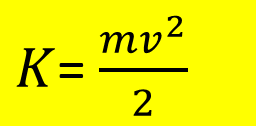 K = mv² / 2